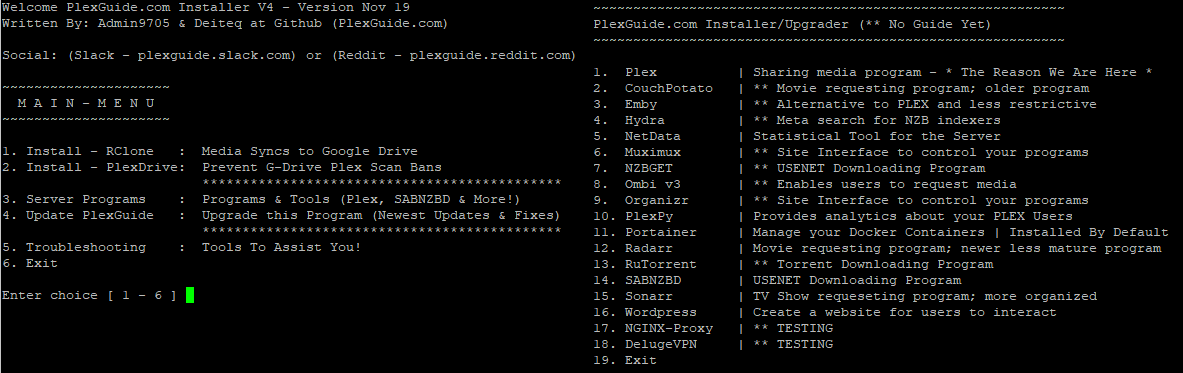 Welcome PlexGuide.com Installer V4 - Version Nov 19
Written By: Admin9705 & Deiteq at Github (PlexGuide.com)
Social: (Slack - plexguide.slack.com) or (Reddit - plexguide.reddit.com)
~~~~~~~~~~~~~~~~~~~~~
M A I N - M E N U
~~~~~~~~~~~~~~~~~~~~~
1. Install - RClone   :  Media Syncs to Google Drive
2. Install - PlexDrive:  Prevent G-Drive Plex Scan Bans
*********************************************
3. Server Programs    :  Programs & Tools (Plex, SABNZBD & More!)
4. Update PlexGuide   :  Upgrade this Program (Newest Updates & Fixes)
*********************************************
5. Troubleshooting    :  Tools To Assist You!
6. Exit
Enter choice [ 1 - 6 ]
~~~~~~~~~~~~~~~~~~~~~~~~~~~~~~~~~~~~~~~~~~~~~~~~~~~~~~~~~~~
PlexGuide.com Installer/Upgrader (** No Guide Yet)
~~~~~~~~~~~~~~~~~~~~~~~~~~~~~~~~~~~~~~~~~~~~~~~~~~~~~~~~~~~
1.  Plex          | Sharing media program - * The Reason We Are Here *
2.  CouchPotato   | ** Movie requesting program; older program
3.  Emby          | ** Alternative to PLEX and less restrictive
4.  Hydra         | ** Meta search for NZB indexers
5.  NetData       | Statistical Tool for the Server
6.  Muximux       | ** Site Interface to control your programs
7.  NZBGET        | ** USENET Downloading Program
8.  Ombi v3       | ** Enables users to request media
9.  Organizr      | ** Site Interface to control your programs
10. PlexPy        | Provides analytics about your PLEX Users
11. Portainer     | Manage your Docker Containers | Installed By Default
12. Radarr        | Movie requesting program; newer less mature program
13. RuTorrent     | ** Torrent Downloading Program
14. SABNZBD       | USENET Downloading Program
15. Sonarr        | TV Show requeseting program; more organized
16. Wordpress     | Create a website for users to interact
17. NGINX-Proxy   | ** TESTING
18. DelugeVPN     | ** TESTING
19. Exit